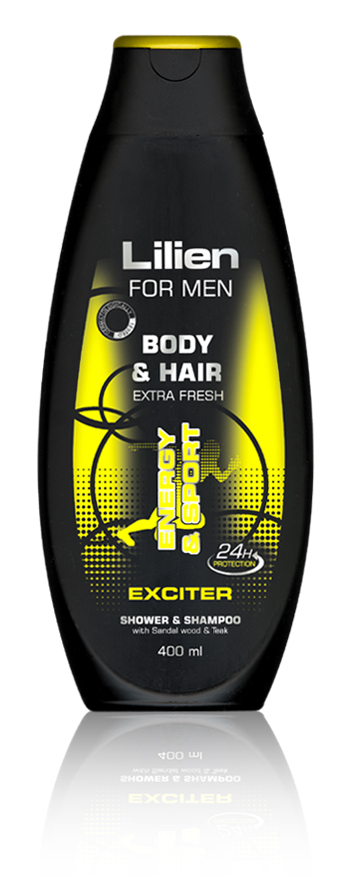 Lilien
FOR MEN
BODY
& HAIR
EXTRA FRESH
ENERGY
& SPORT
24H
PROTECTION
EXCITER
SHOWER & SHAMPOO
with Sandal wood & Teak
400 ml